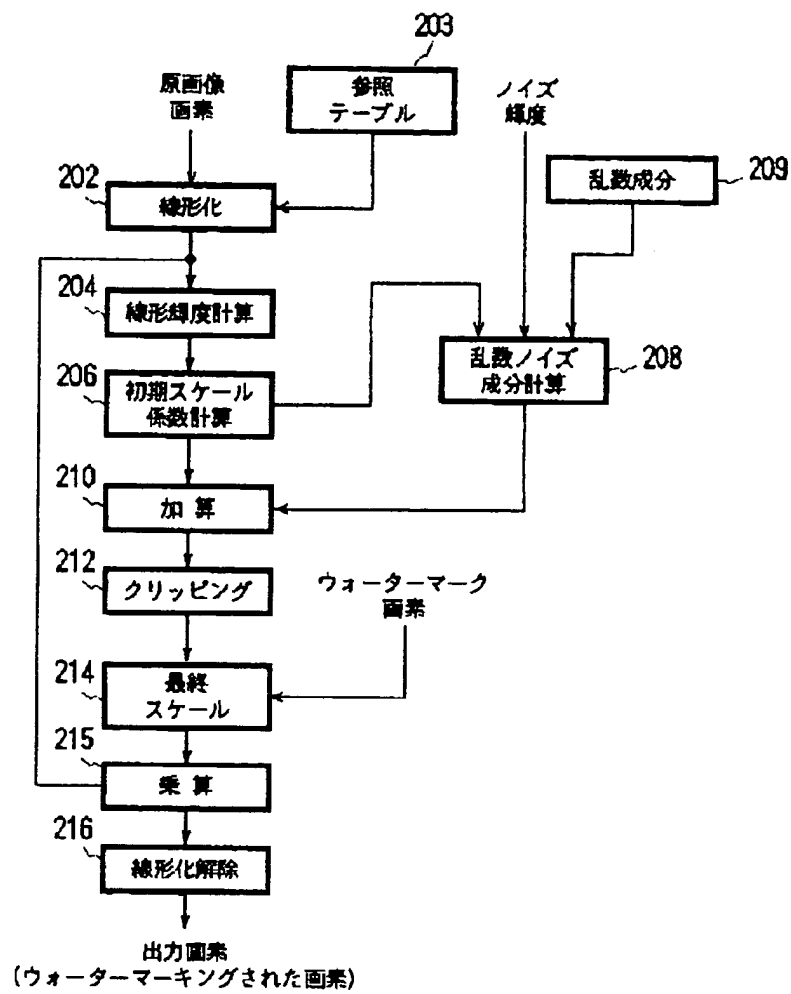 203
原画像
画素
参照
テーブル
ノイズ
輝度
202
線形化
乱数成分
209
204
線形輝度計算
206
初期スケール
係数計算
乱数ノイズ
成分計算
208
210
加 算
212
クリッピング
ウォーターマーク
画素
214
最終
スケール
215
乗 算
216
線形化解除
出力画素
(ウォーターマーキングされた画素)